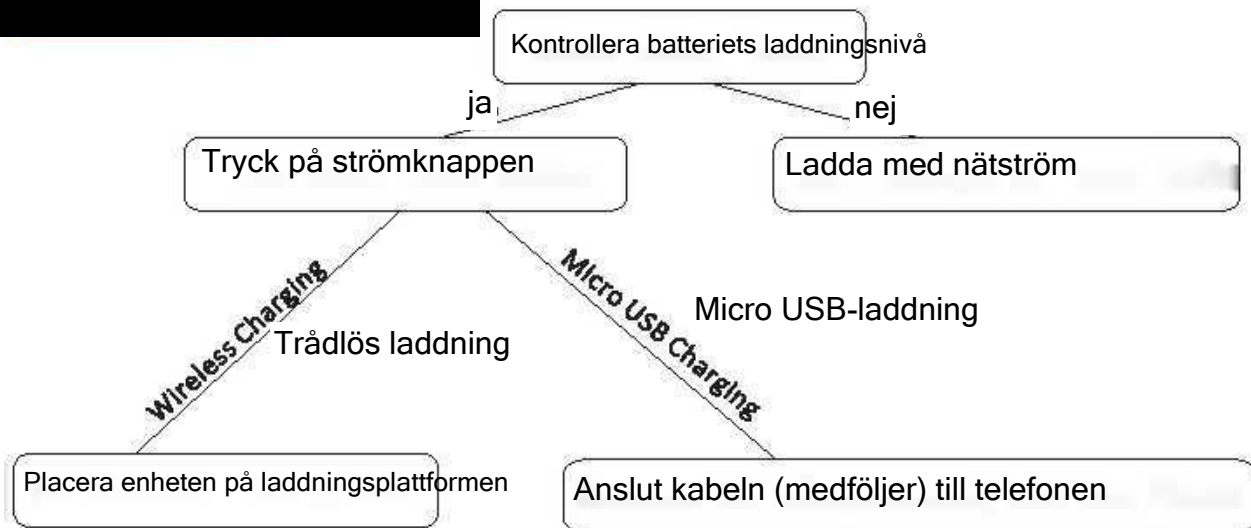 Kontrollera batteriets laddningsnivå
ja
nej
Tryck på strömknappen
Ladda med nätström
Wireless Charging
Trådlös laddning
Micro USB Charging
Micro USB-laddning
Placera enheten på laddningsplattformen
Anslut kabeln (medföljer) till telefonen